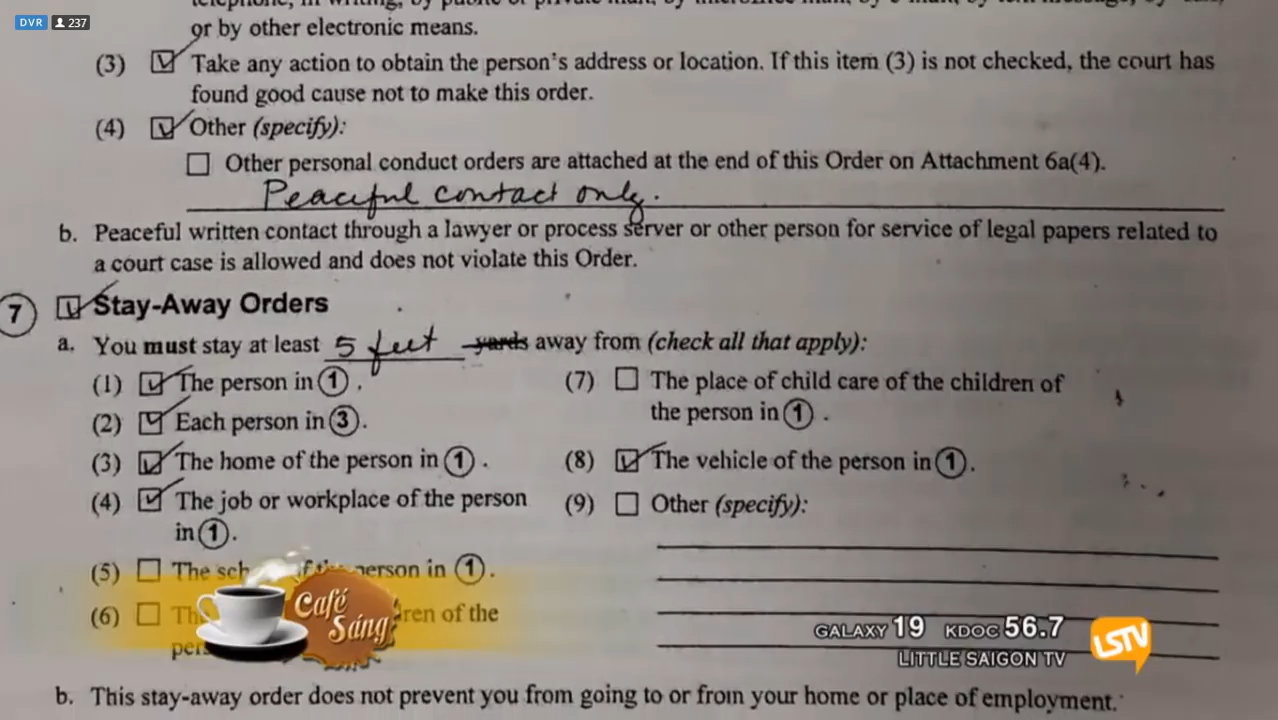 DVR 237
or by other electronic means.
(3) Take any action to obtain the person's address or location. If this item (3) is not checked, the court has
found good cause not to make this order.
(4) Other (specify):
Other personal conduct orders are attached at the end of this Order on Attachment 6a(4).
Peaceful contact only.
b. Peaceful written contact through a lawyer or process server or other person for service of legal papers related to
a court case is allowed and does not violate this Order.
7 Stay-Away Orders
a. You must stay at least 5 feet yards away from (check all that apply):
(1) The person in 1.
(2) Each person in 3.
(3) The home of the person in 1.
(4) The job or workplace of the person
in 1.
(5) The person in 1.
(6) of the
(7) The place of child care of the children of
the person in 1.
(8) The vehicle of the person in 1.
(9) Other (specify):
Café
Sáng
GALAXY 19 KDOC 56.7
LITTLE SAIGON TV
LSTV
b. This stay-away order does not prevent you from going to or from your home or place of employment.